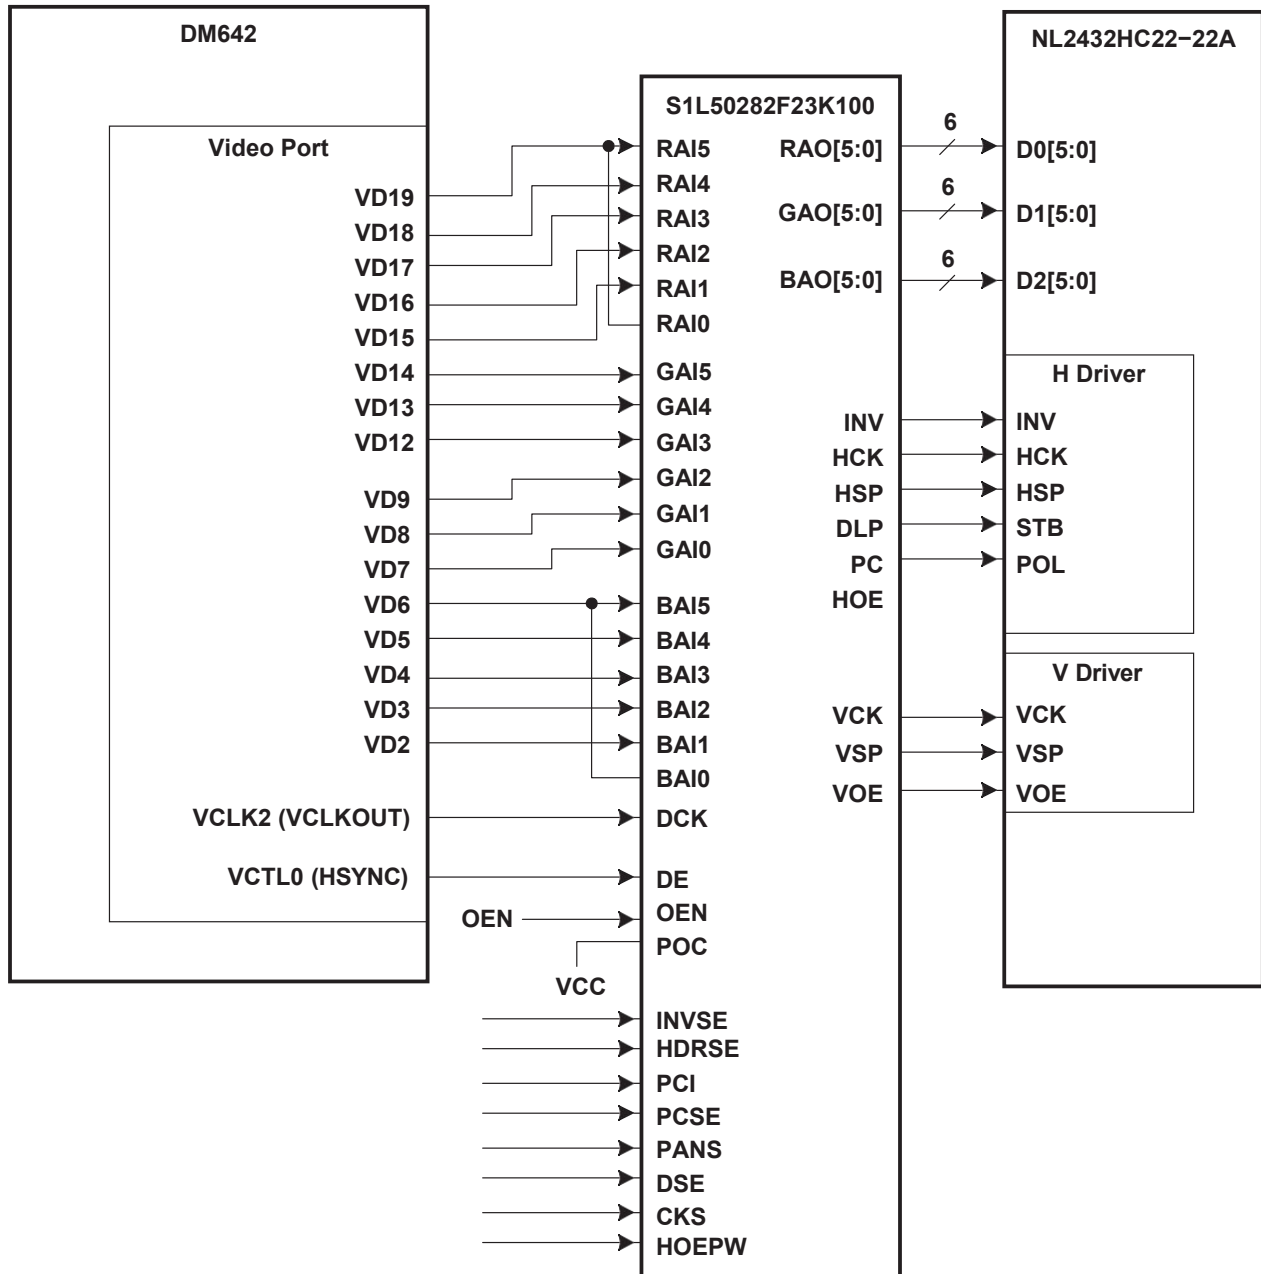 DM642
Video Port
VD19
VD18
VD17
VD16
VD15
VD14
VD13
VD12
VD9
VD8
VD7
VD6
VD5
VD4
VD3
VD2
VCLK2 (VCLKOUT)
VCTL0 (HSYNC)
OEN
VCC
S1L50282F23K100
RAI5
RAI4
RAI3
RAI2
RAI1
RAI0
GAI5
GAI4
GAI3
GAI2
GAI1
GAI0
BAI5
BAI4
BAI3
BAI2
BAI1
BAI0
DCK
DE
OEN
POC
INVSE
HDRSE
PCI
PCSE
PANS
DSE
CKS
HOEPW
RAO[5:0]
GAO[5:0]
BAO[5:0]
INV
HCK
HSP
DLP
PC
HOE
VCK
VSP
VOE
6
6
6
NL2432HC22−22A
D0[5:0]
D1[5:0]
D2[5:0]
H Driver
INV
HCK
HSP
STB
POL
V Driver
VCK
VSP
VOE